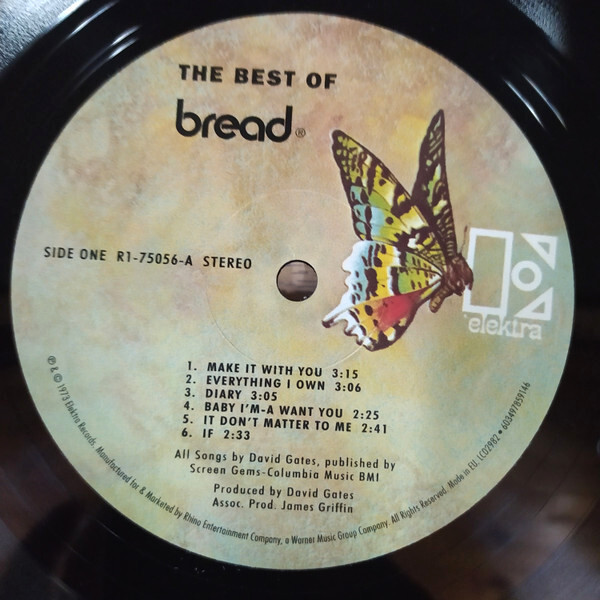 THE BEST OF
bread®
SIDE ONE R1-75056-A STEREO
elektra
1. MAKE IT WITH YOU 3:15
2. EVERYTHING I OWN 3:06
3. DIARY 3:05
4. BABY I'M-A WANT YOU 2:25
5. IT DON'T MATTER TO ME 2:41
6. IF 2:33
All Songs by David Gates, published by
Screen Gems-Columbia Music BMI
Produced by David Gates
Assoc. Prod. James Griffin
℗ & © 1973 Elektra Records. Manufactured for & Marketed by Rhino Entertainment Company, a Warner Music Group Company. All Rights Reserved. Made in EU. LC02982 • 603497859146